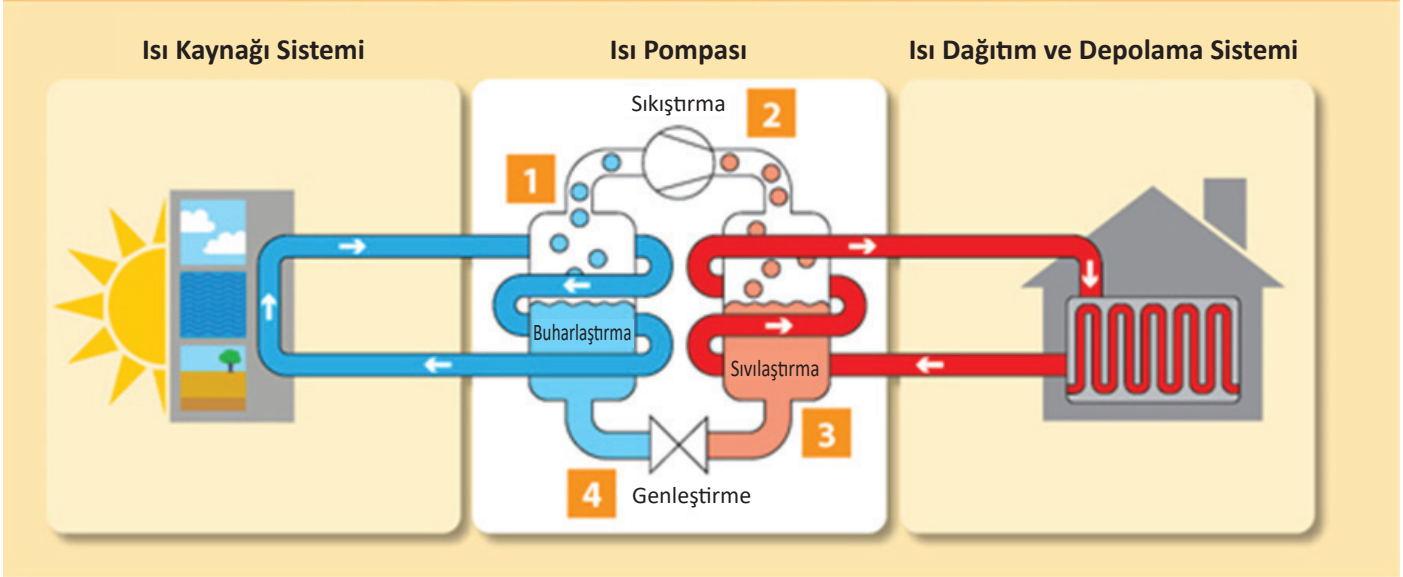 Isı Kaynağı Sistemi
Isı Pompası
Isı Dağıtım ve Depolama Sistemi
Sıkıştırma
2
1
Buharlaştırma
Sıvılaştırma
3
4
Genleştirme